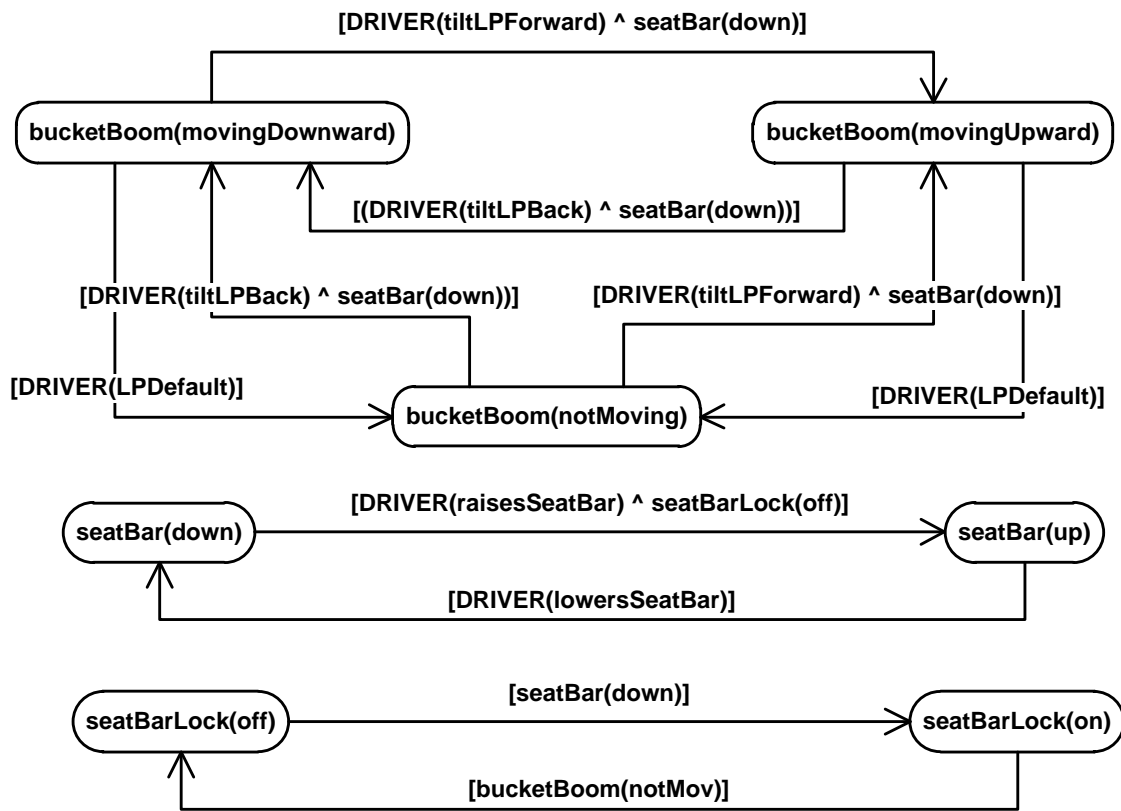 [DRIVER(tiltLPForward) ^ seatBar(down)]
bucketBoom(movingDownward)
bucketBoom(movingUpward)
[(DRIVER(tiltLPBack) ^ seatBar(down))]
[DRIVER(tiltLPBack) ^ seatBar(down))]
[DRIVER(tiltLPForward) ^ seatBar(down)]
[DRIVER(LPDefault)]
bucketBoom(notMoving)
[DRIVER(LPDefault)]
[DRIVER(raisesSeatBar) ^ seatBarLock(off)]
seatBar(down)
seatBar(up)
[DRIVER(lowersSeatBar)]
[seatBar(down)]
seatBarLock(off)
seatBarLock(on)
[bucketBoom(notMov)]